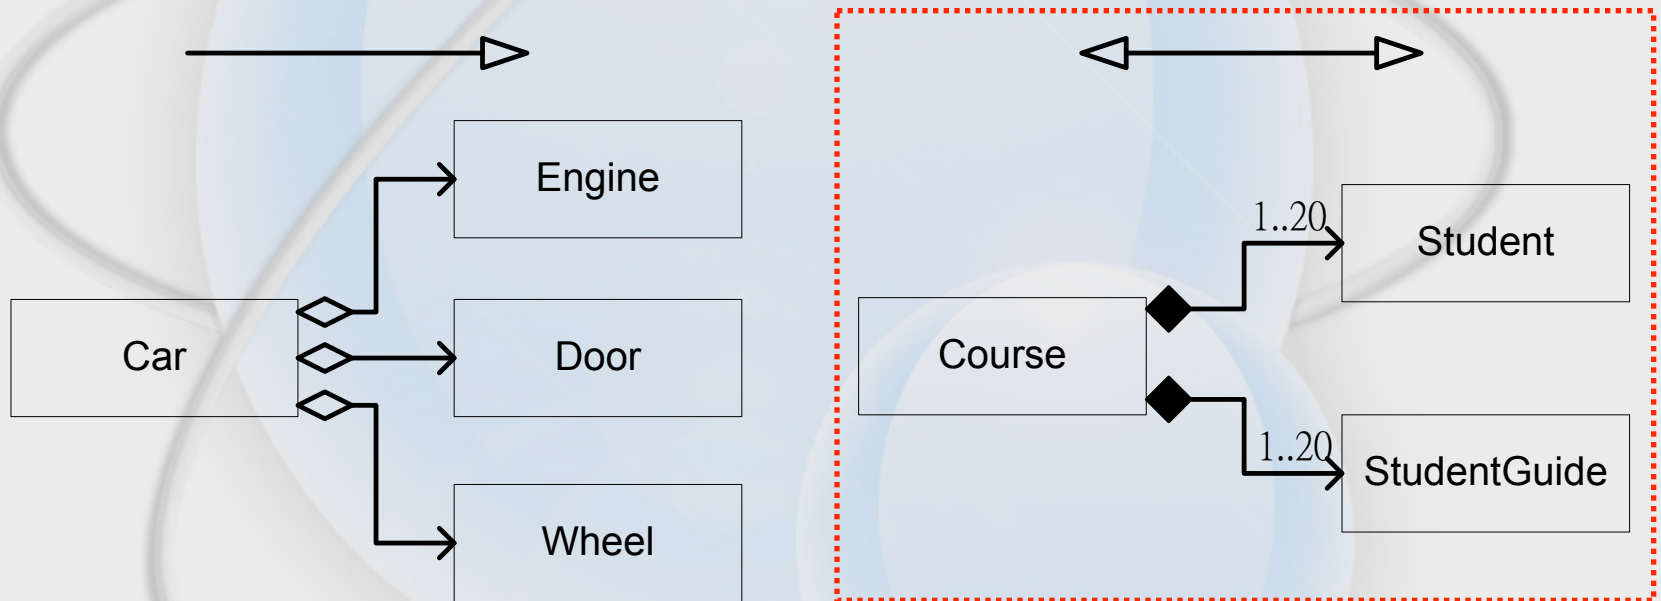 Engine
Car
Door
Wheel
1..20
Student
Course
1..20
StudentGuide